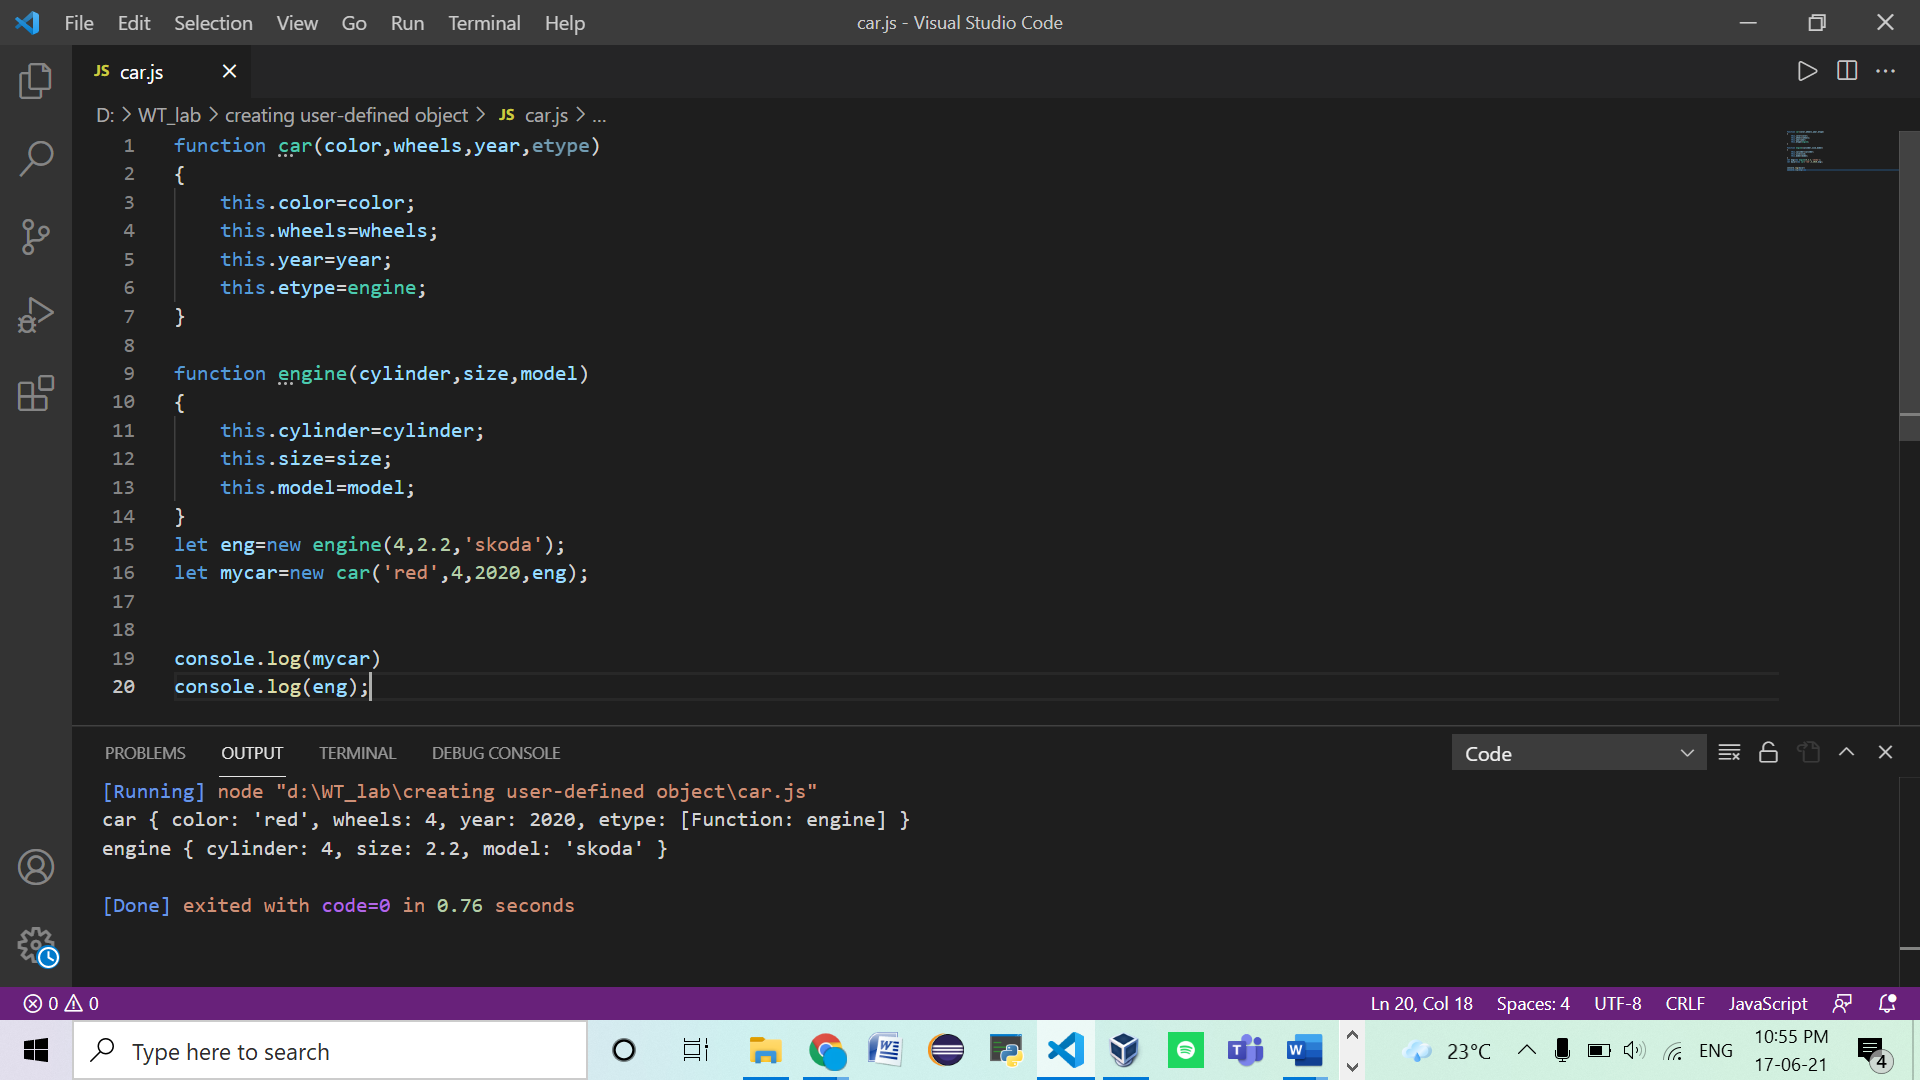 File Edit Selection View Go Run Terminal Help car.js - Visual Studio Code
JS car.js
D: > WT_lab > creating user-defined object > JS car.js > ...
1 function car(color,wheels,year,etype)
2 {
3 this.color=color;
4 this.wheels=wheels;
5 this.year=year;
6 this.etype=engine;
7 }
8
9 function engine(cylinder,size,model)
10 {
11 this.cylinder=cylinder;
12 this.size=size;
13 this.model=model;
14 }
15 let eng=new engine(4,2.2,'skoda');
16 let mycar=new car('red',4,2020,eng);
17
18
19 console.log(mycar)
20 console.log(eng);
PROBLEMS OUTPUT TERMINAL DEBUG CONSOLE Code
[Running] node "d:\WT_lab\creating user-defined object\car.js"
car { color: 'red', wheels: 4, year: 2020, etype: [Function: engine] }
engine { cylinder: 4, size: 2.2, model: 'skoda' }
[Done] exited with code=0 in 0.76 seconds
0 0 Ln 20, Col 18 Spaces: 4 UTF-8 CRLF JavaScript
Type here to search 23°C ENG 10:55 PM
17-06-21 4